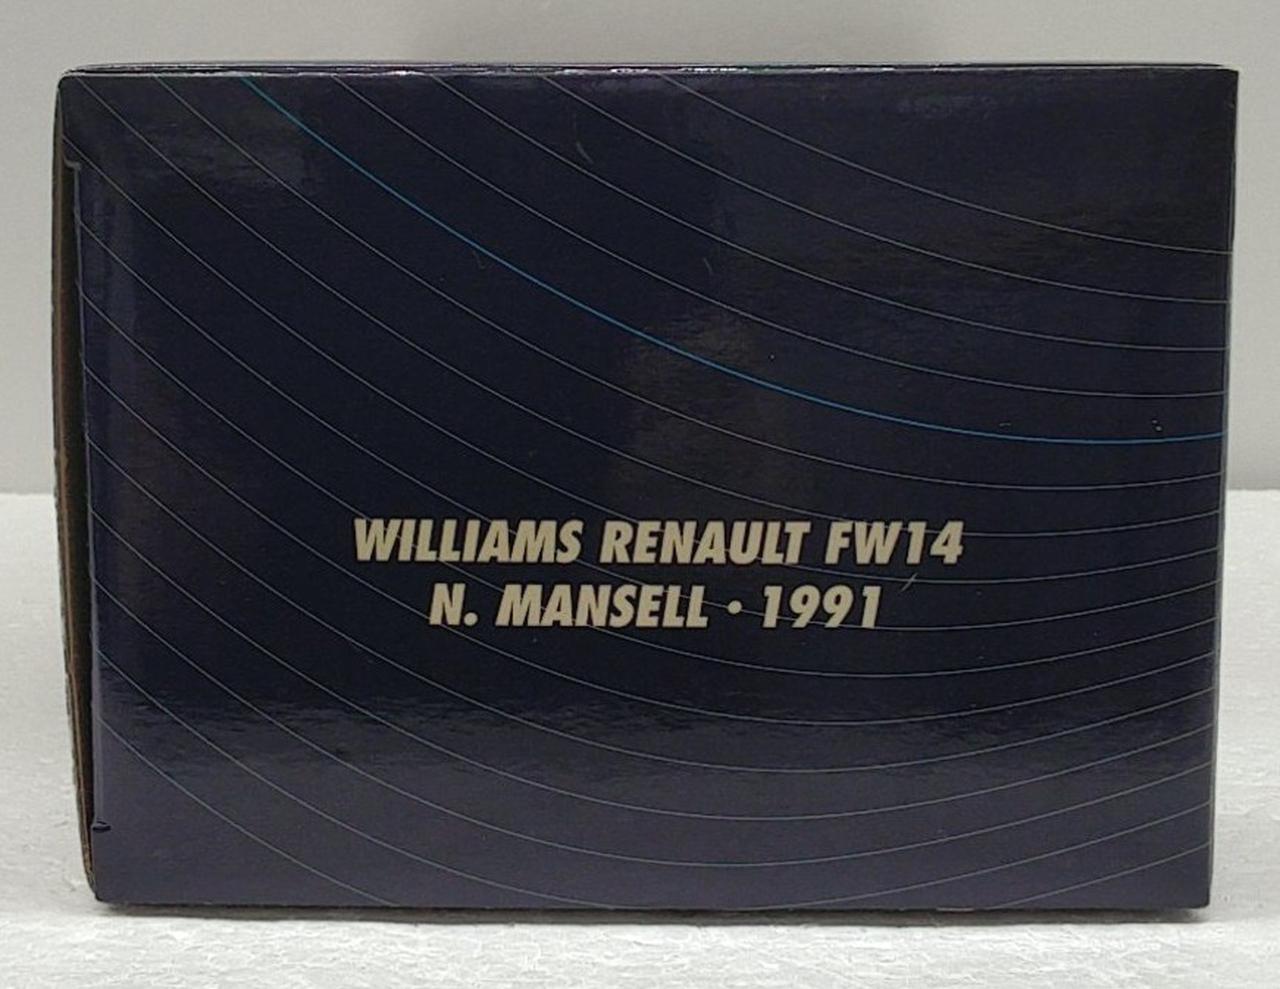 WILLIAMS RENAULT FW14
N. MANSELL • 1991